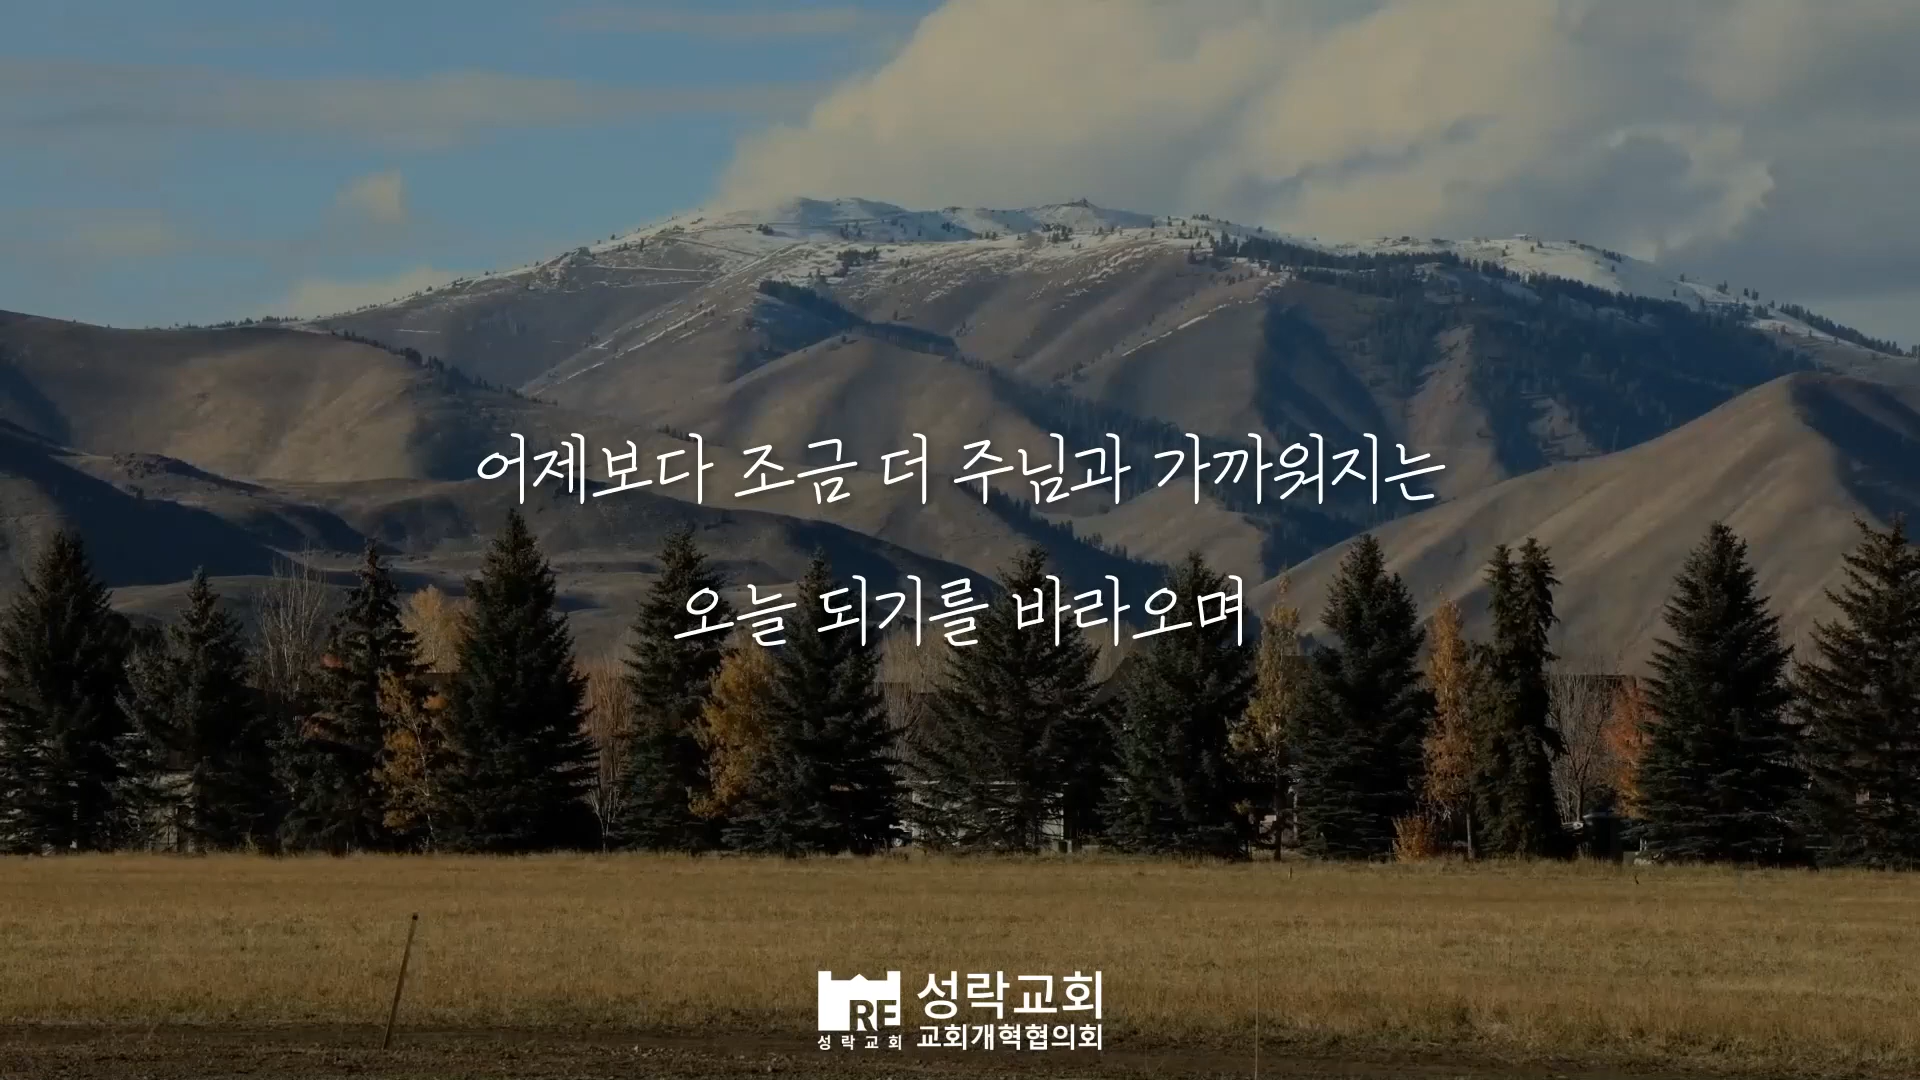 어제보다 조금 더 주님과 가까워지는
오늘 되기를 바라오며
RE
성락교회
성락교회
교회개혁협의회